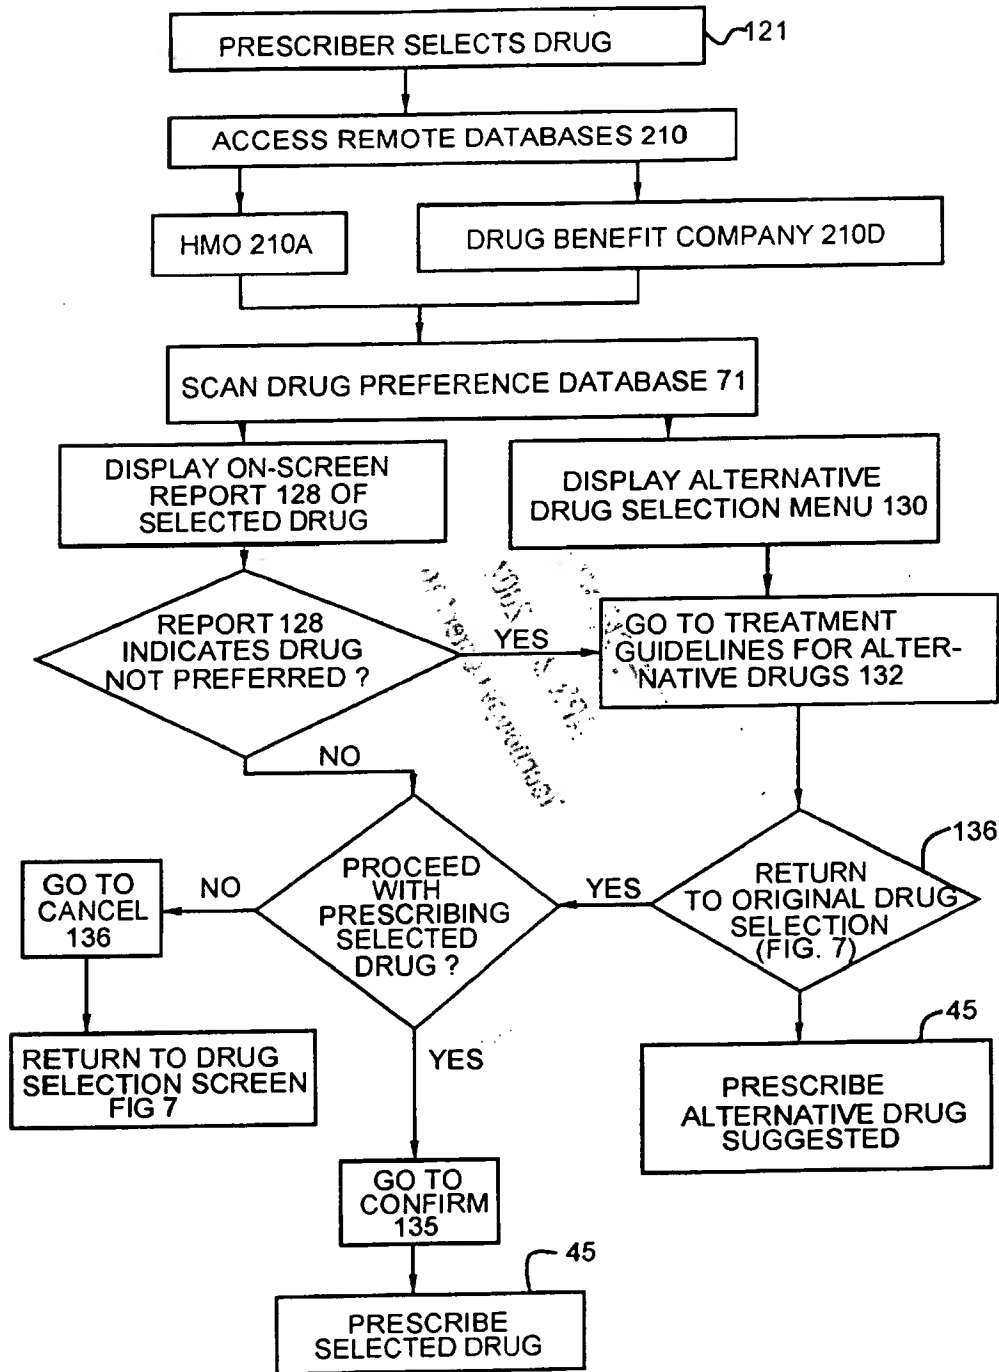 PRESCRIBER SELECTS DRUG
121
ACCESS REMOTE DATABASES 210
HMO 210A
DRUG BENEFIT COMPANY 210D
SCAN DRUG PREFERENCE DATABASE 71
DISPLAY ON-SCREEN
REPORT 128 OF
SELECTED DRUG
DISPLAY ALTERNATIVE
DRUG SELECTION MENU 130
REPORT 128
INDICATES DRUG
NOT PREFERRED ?
YES
GO TO TREATMENT
GUIDELINES FOR ALTER-
NATIVE DRUGS 132
NO
136
GO TO
CANCEL
136
NO
PROCEED
WITH
PRESCRIBING
SELECTED
DRUG ?
YES
RETURN
TO ORIGINAL DRUG
SELECTION
(FIG. 7)
RETURN TO DRUG
SELECTION SCREEN
FIG 7
YES
45
PRESCRIBE
ALTERNATIVE DRUG
SUGGESTED
GO TO
CONFIRM
135
45
PRESCRIBE
SELECTED DRUG